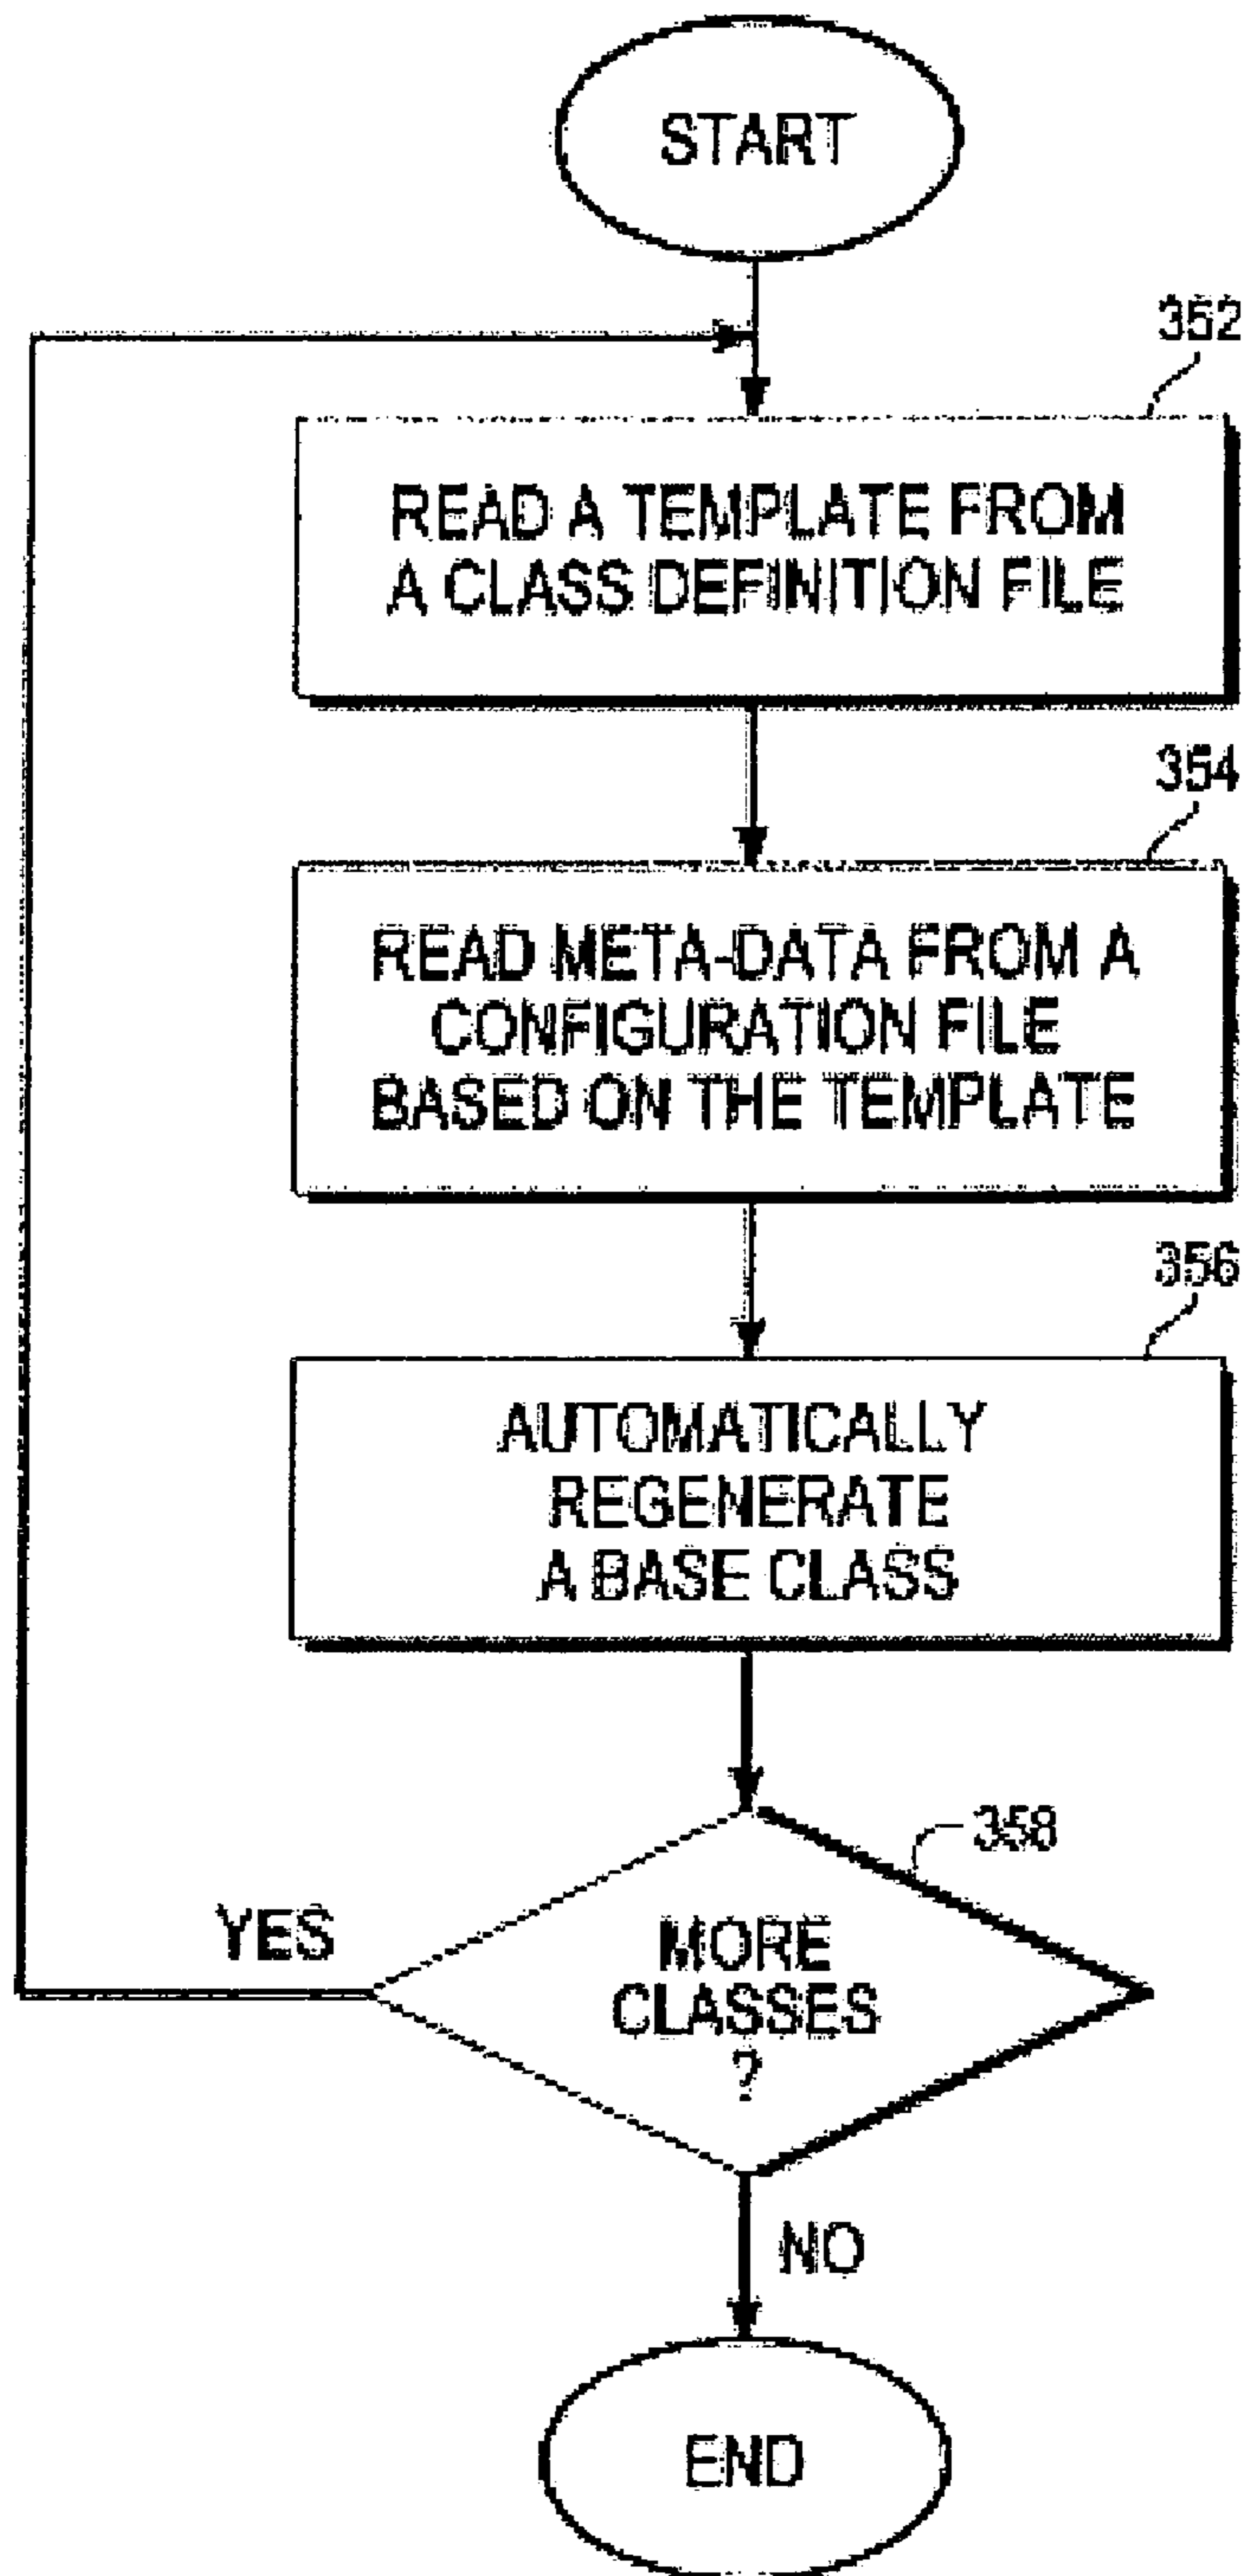 START
352
READ A TEMPLATE FROM
A CLASS DEFINITION FILE
354
READ META-DATA FROM A
CONFIGURATION FILE
BASED ON THE TEMPLATE
356
AUTOMATICALLY
REGENERATE
A BASE CLASS
358
YES
MORE
CLASSES
?
NO
END